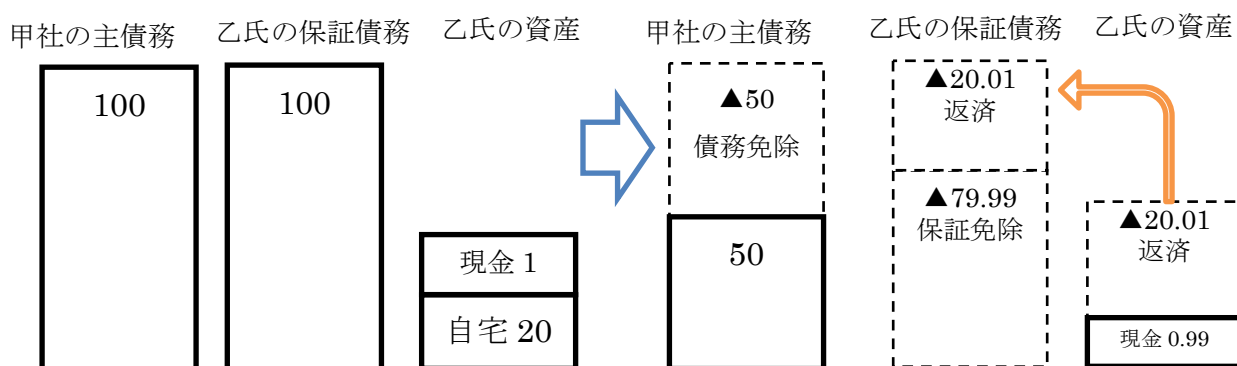 甲社の主債務
乙氏の保証債務
乙氏の資産
100
100
現金 1
自宅 20
甲社の主債務
乙氏の保証債務
乙氏の資産
▲50
債務免除
50
▲20.01
返済
▲79.99
保証免除
▲20.01
返済
現金 0.99